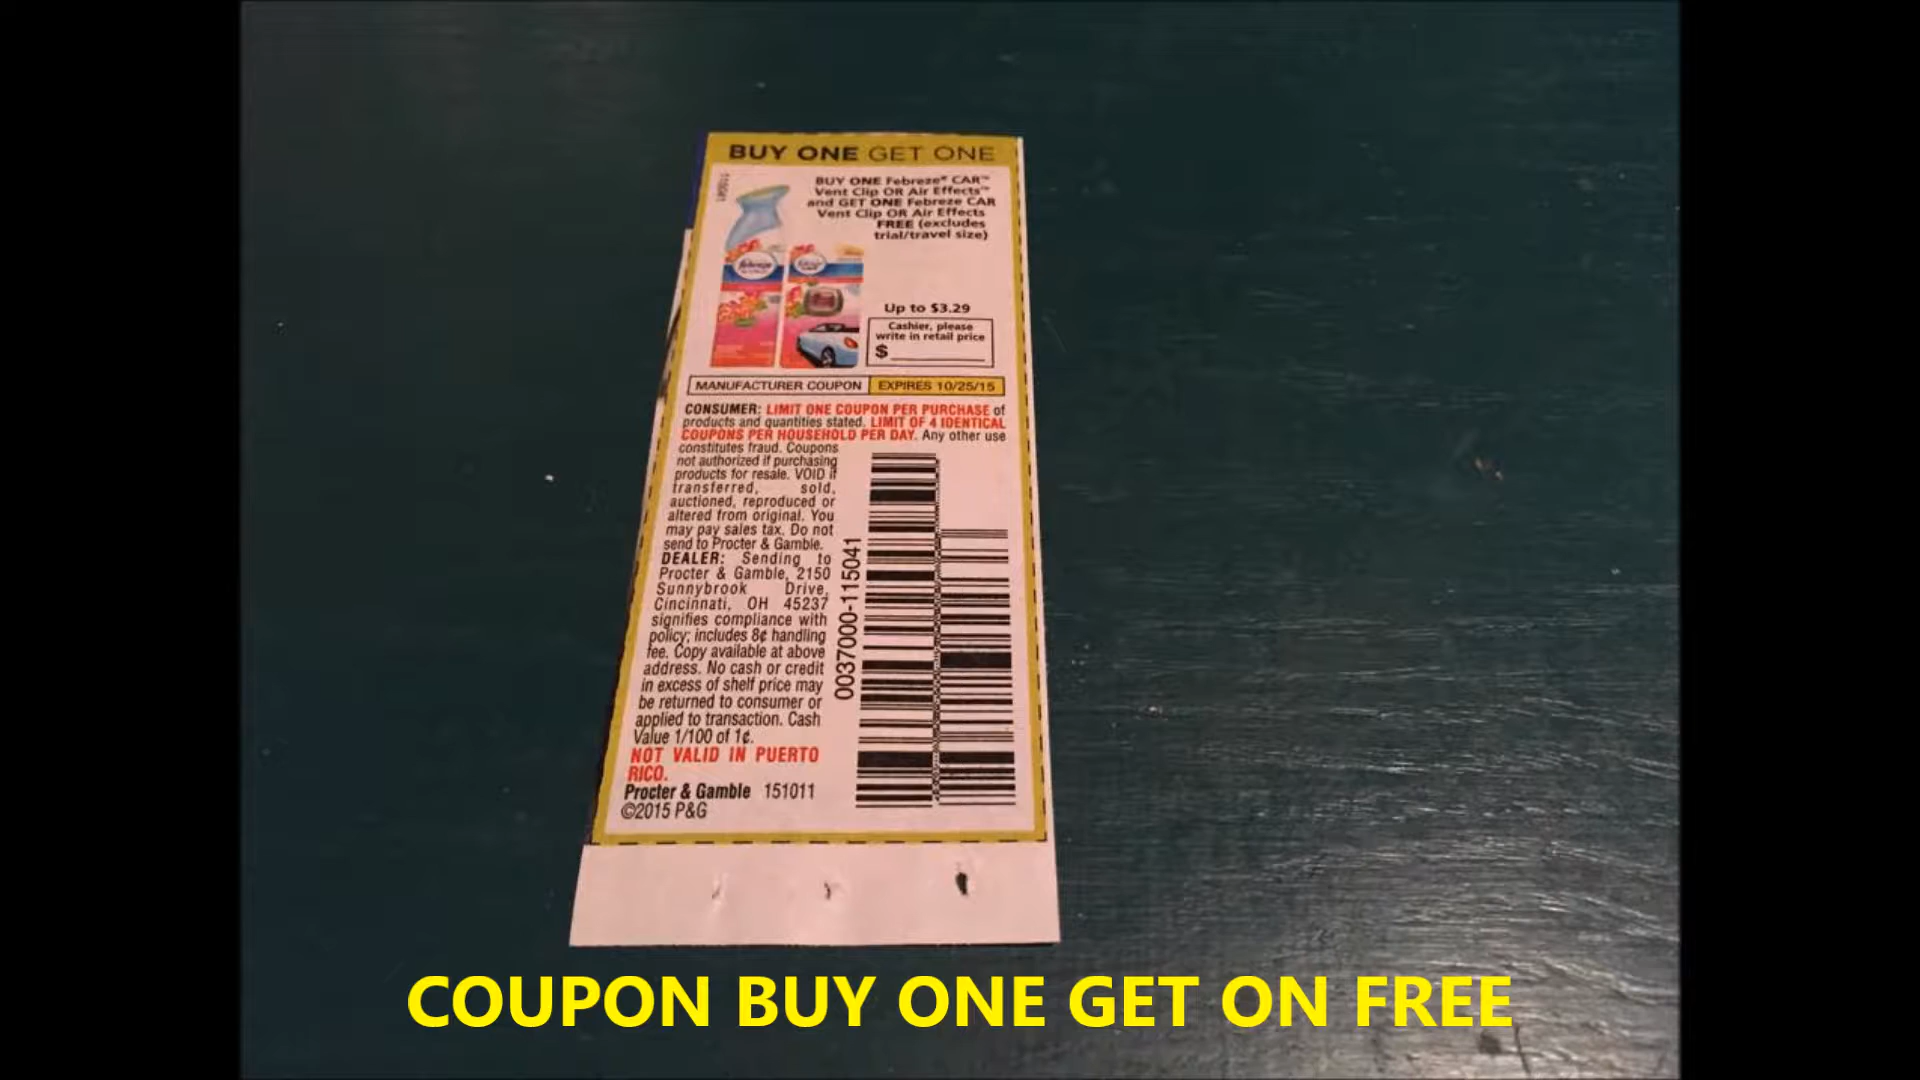 BUY ONE GET ONE
115041
BUY ONE Febreze® CAR™
Vent Clip OR Air Effects™
and GET ONE Febreze CAR
Vent Clip OR Air Effects
FREE (excludes
trial/travel size)
febreze
Up to $3.29
Cashier, please
write in retail price
$
MANUFACTURER COUPON EXPIRES 10/25/15
CONSUMER: LIMIT ONE COUPON PER PURCHASE of
products and quantities stated. LIMIT OF 4 IDENTICAL
COUPONS PER HOUSEHOLD PER DAY. Any other use
constitutes fraud. Coupons
not authorized if purchasing
products for resale. VOID if
transferred, sold,
auctioned, reproduced or
altered from original. You
may pay sales tax. Do not
send to Procter & Gamble.
DEALER: Sending to
Procter & Gamble, 2150
Sunnybrook Drive,
Cincinnati, OH 45237
signifies compliance with
policy; includes 8¢ handling
fee. Copy available at above
address. No cash or credit
in excess of shelf price may
be returned to consumer or
applied to transaction. Cash
Value 1/100 of 1¢.
NOT VALID IN PUERTO
RICO.
Procter & Gamble 151011
©2015 P&G
0037000-115041
COUPON BUY ONE GET ON FREE